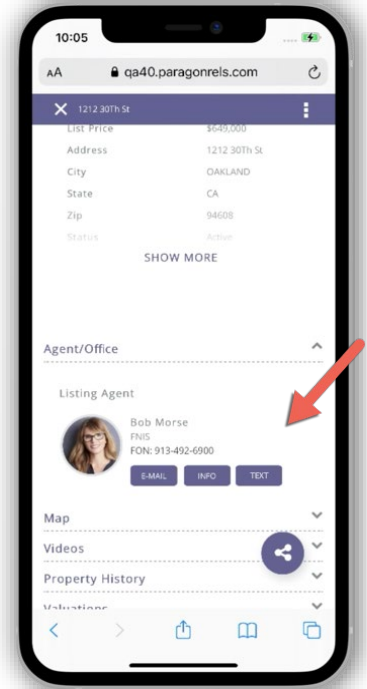 10:05
AA qa40.paragonrels.com
1212 30Th St
List Price $649,000
Address 1212 30Th St
City OAKLAND
State CA
Zip 94608
Status Active
SHOW MORE
Agent/Office
Listing Agent
Bob Morse
FNIS
FON: 913-492-6900
E-MAIL INFO TEXT
Map
Videos
Property History
Valuations